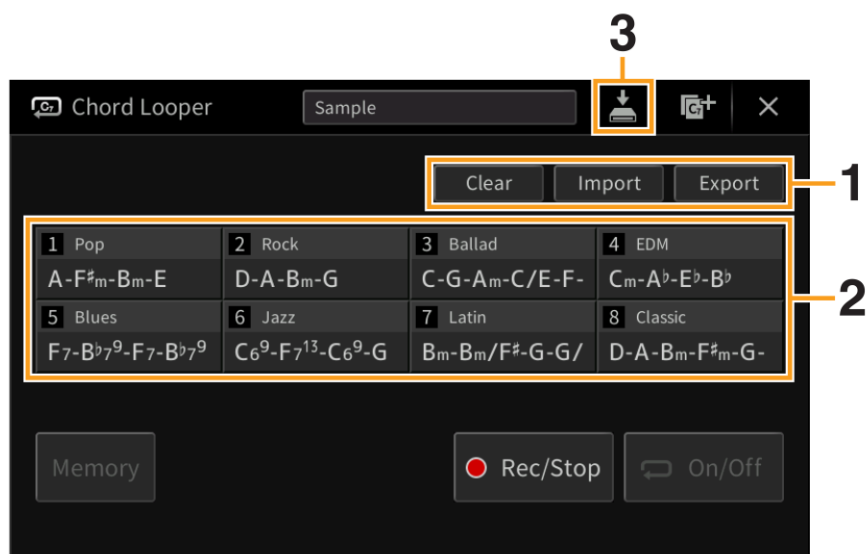 3
Chord Looper Sample
Clear Import Export
1
1 Pop 2 Rock 3 Ballad 4 EDM
A-F♯m-Bm-E D-A-Bm-G C-G-Am-C/E-F- Cm-A♭-E♭-B♭
2
5 Blues 6 Jazz 7 Latin 8 Classic
F7-B♭7⁹-F7-B♭7⁹ C6⁹-F7¹³-C6⁹-G Bm-Bm/F♯-G-G/ D-A-Bm-F♯m-G-
Memory Rec/Stop On/Off